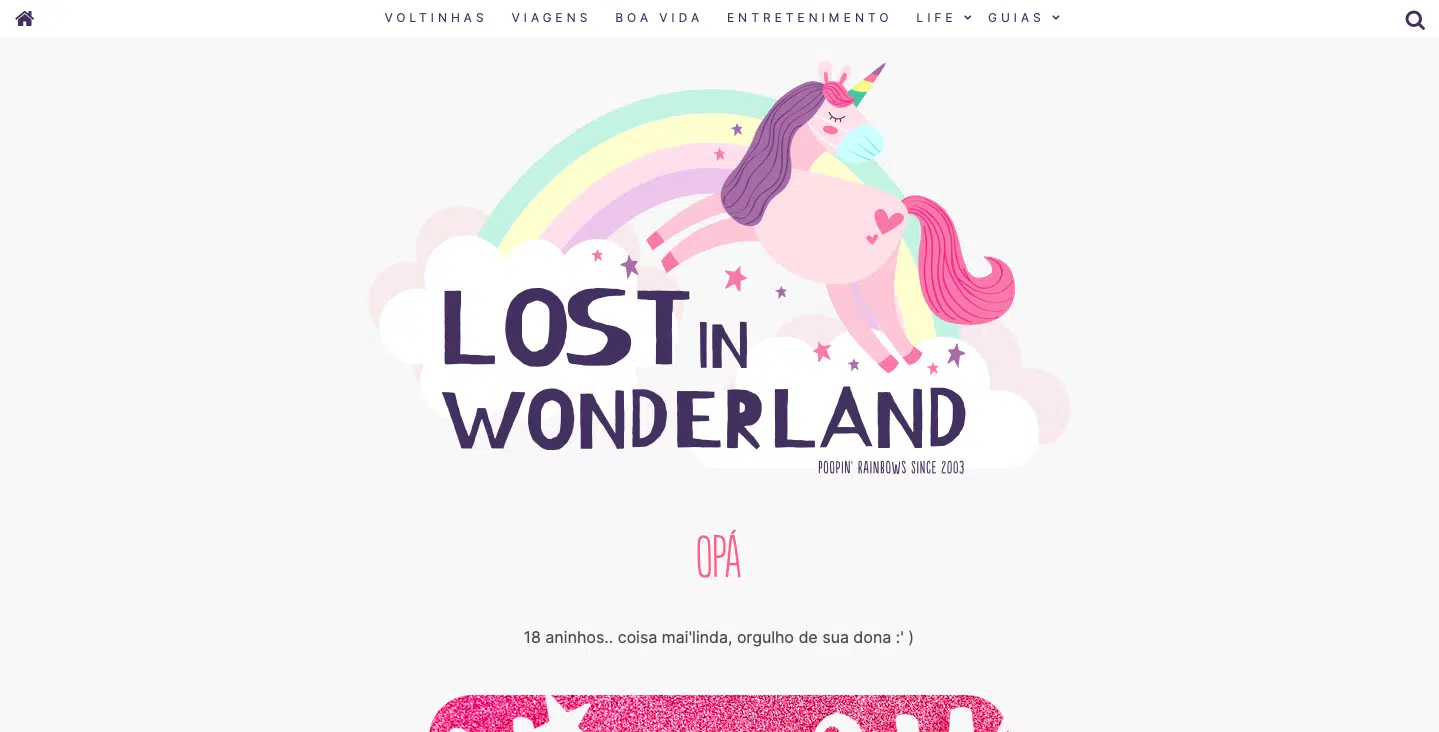 VOLTINHAS VIAGENS BOA VIDA ENTRETENIMENTO LIFE GUIAS
LOST IN
WONDERLAND
POOPIN' RAINBOWS SINCE 2003
OPÁ
18 aninhos.. coisa mai'linda, orgulho de sua dona :' )